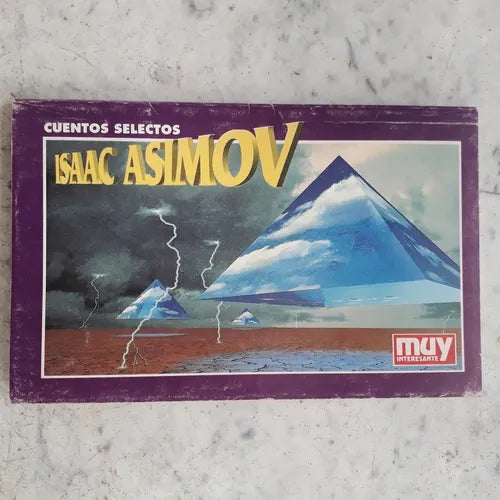 CUENTOS SELECTOS
ISAAC ASIMOV
muy
INTERESANTE